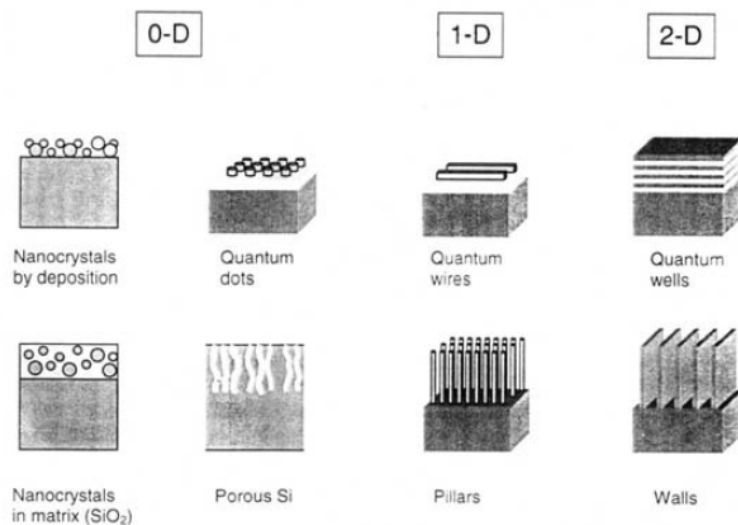 0-D
1-D
2-D
Nanocrystals
by deposition
Quantum
dots
Quantum
wires
Quantum
wells
Nanocrystals
in matrix (SiO₂)
Porous Si
Pillars
Walls